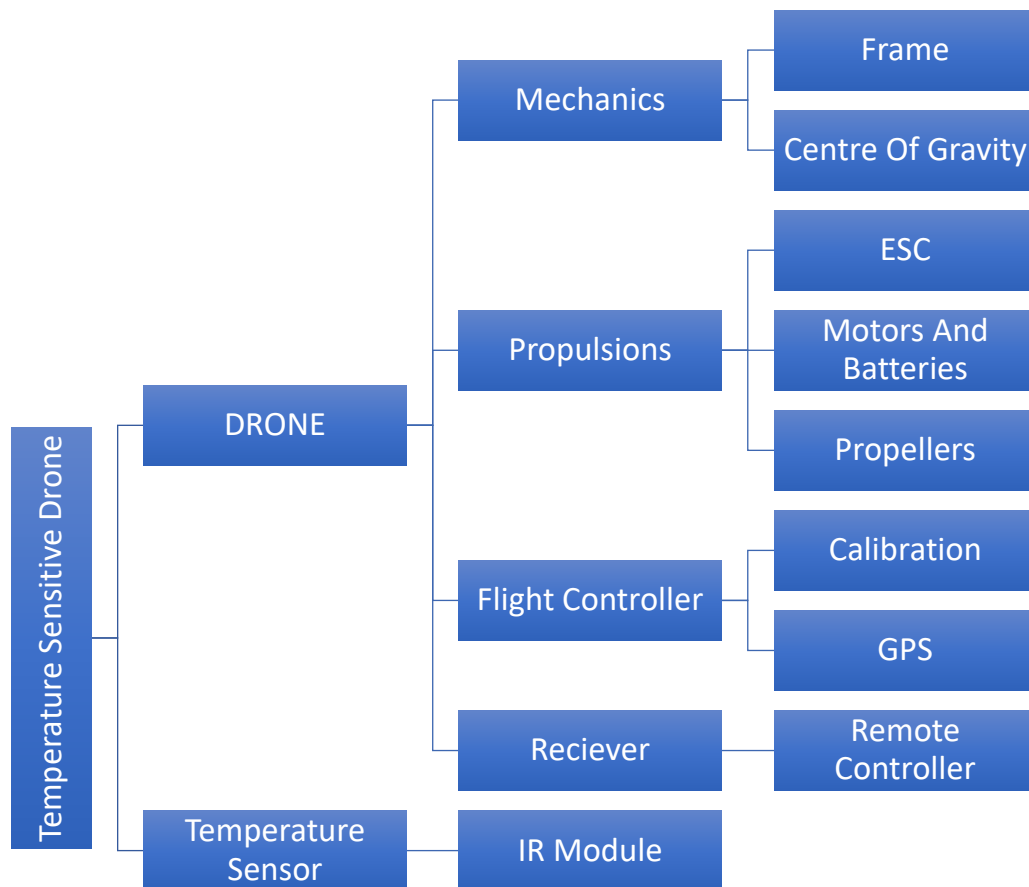 Temperature Sensitive Drone
DRONE
Mechanics
Frame
Centre Of Gravity
Propulsions
ESC
Motors And
Batteries
Propellers
Flight Controller
Calibration
GPS
Reciever
Remote
Controller
Temperature
Sensor
IR Module